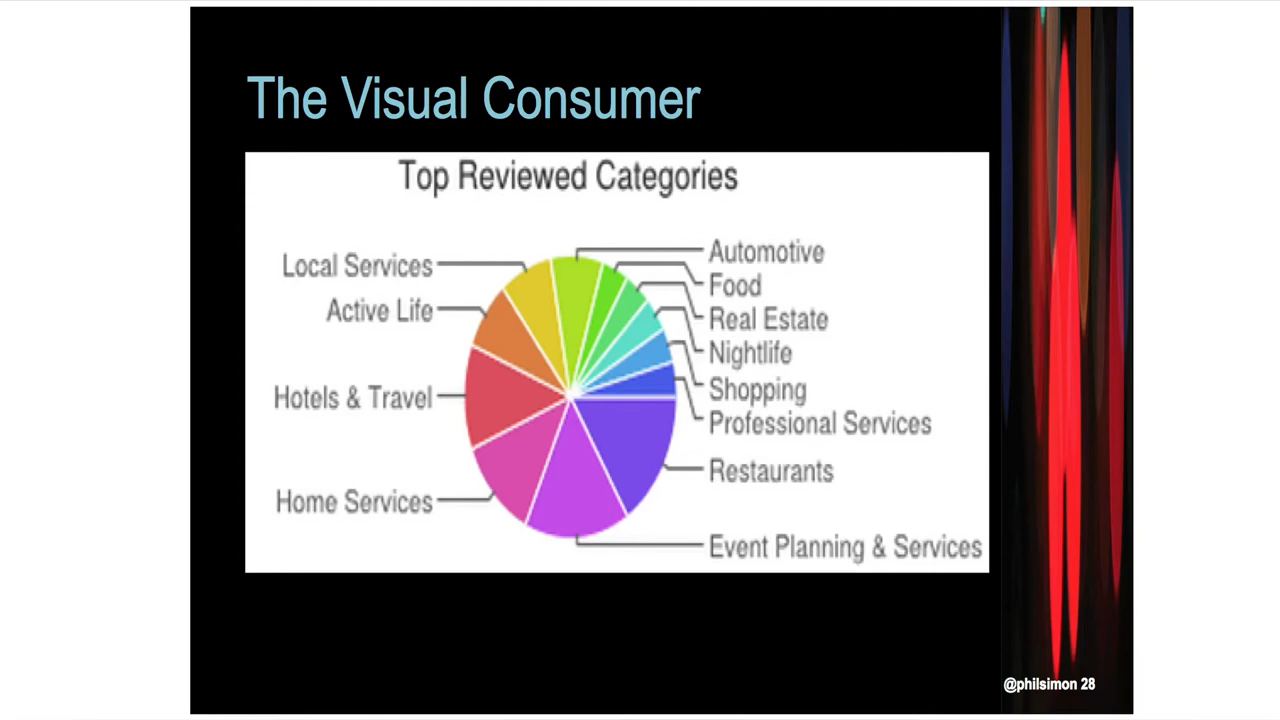 The Visual Consumer
Top Reviewed Categories
Local Services
Active Life
Hotels & Travel
Home Services
Automotive
Food
Real Estate
Nightlife
Shopping
Professional Services
Restaurants
Event Planning & Services
@philsimon 28